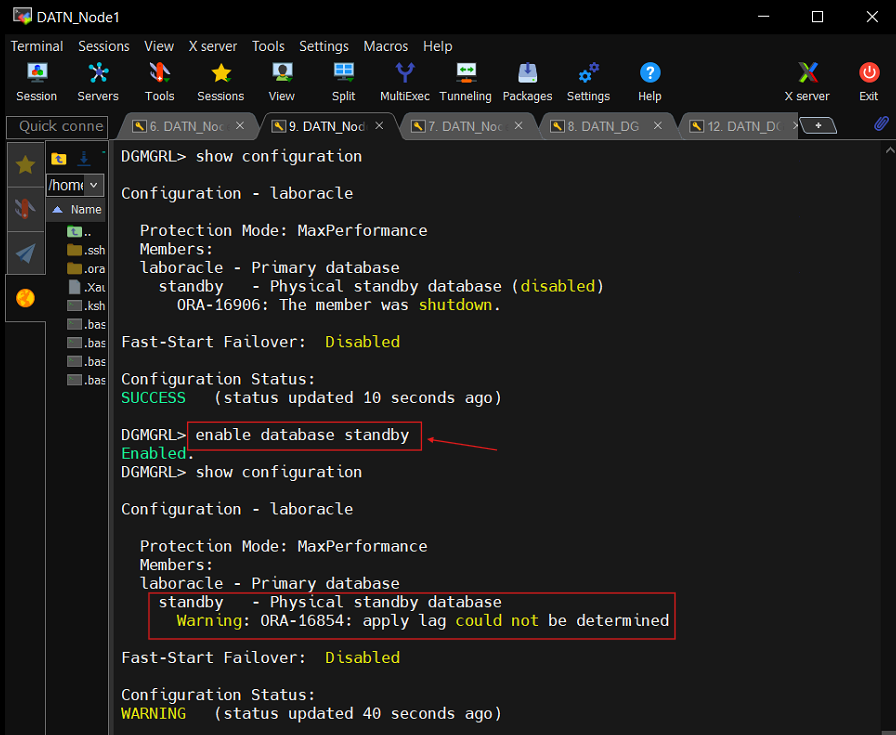 DATN_Node1
Terminal Sessions View X server Tools Settings Macros Help
Session Servers Tools Sessions View Split MultiExec Tunneling Packages Settings Help X server Exit
Quick conne 6. DATN_Noc 9. DATN_Nod 7. DATN_Noc 8. DATN_DG 12. DATN_DG
/home
Name
..
.ssh
.ora
.Xau
.ksh
.bas
.bas
.bas
.bas
DGMGRL> show configuration
Configuration - laboracle
Protection Mode: MaxPerformance
Members:
laboracle - Primary database
standby - Physical standby database (disabled)
ORA-16906: The member was shutdown.
Fast-Start Failover: Disabled
Configuration Status:
SUCCESS (status updated 10 seconds ago)
DGMGRL> enable database standby
Enabled.
DGMGRL> show configuration
Configuration - laboracle
Protection Mode: MaxPerformance
Members:
laboracle - Primary database
standby - Physical standby database
Warning: ORA-16854: apply lag could not be determined
Fast-Start Failover: Disabled
Configuration Status:
WARNING (status updated 40 seconds ago)